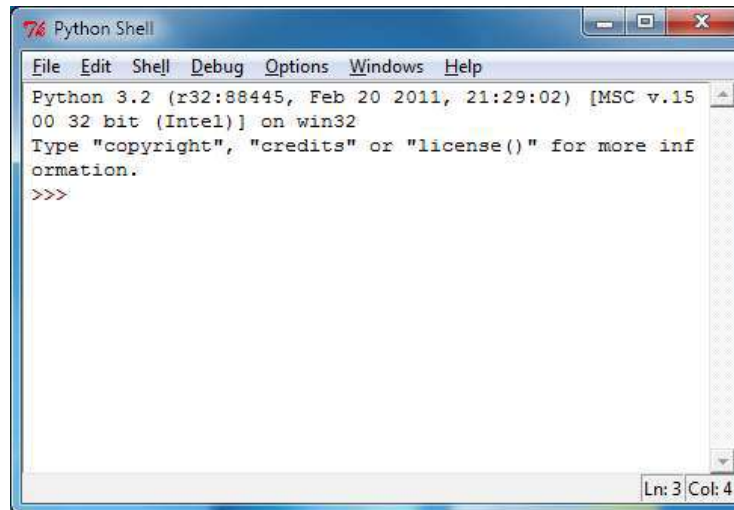 76 Python Shell
File Edit Shell Debug Options Windows Help
Python 3.2 (r32:88445, Feb 20 2011, 21:29:02) [MSC v.15
00 32 bit (Intel)] on win32
Type "copyright", "credits" or "license()" for more inf
ormation.
>>>
Ln: 3 Col: 4